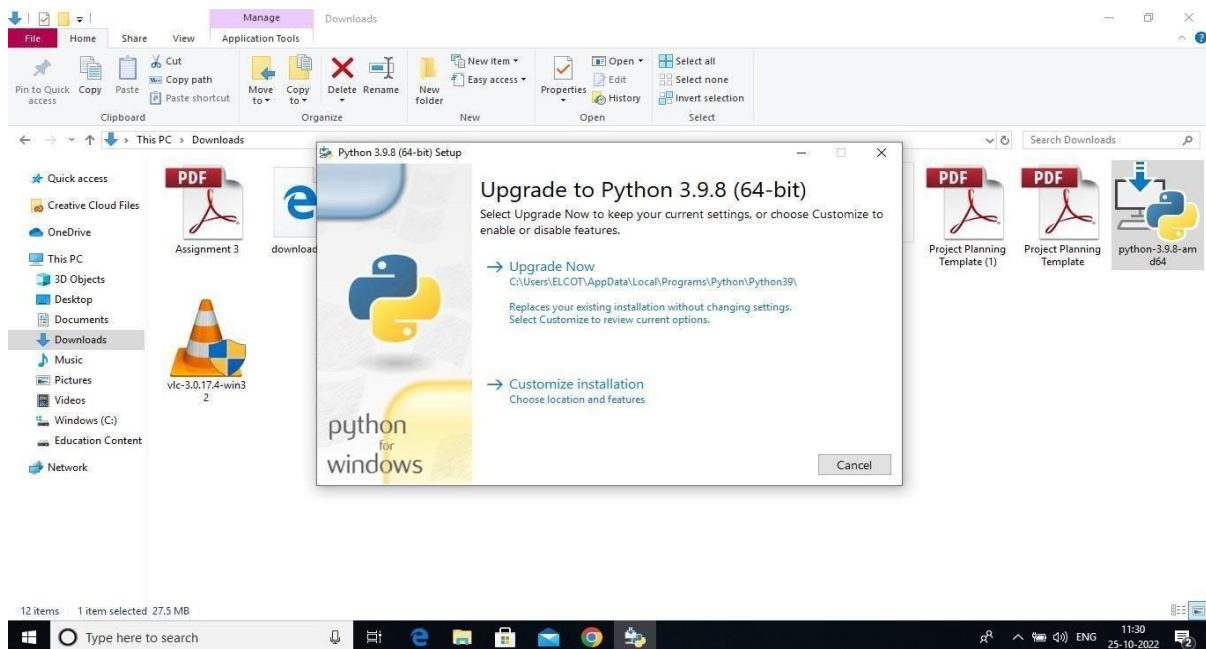 Manage
Downloads
File Home Share View Application Tools
Pin to Quick access
Copy
Paste
Cut
Copy path
Paste shortcut
Clipboard
Move to
Copy to
Delete
Rename
Organize
New folder
New item
Easy access
New
Properties
Open
Edit
History
Open
Select all
Select none
Invert selection
Select
This PC > Downloads
Search Downloads
Quick access
Creative Cloud Files
OneDrive
This PC
3D Objects
Desktop
Documents
Downloads
Music
Pictures
Videos
Windows (C:)
Education Content
Network
PDF
Assignment 3
download
vlc-3.0.17.4-win3
2
Python 3.9.8 (64-bit) Setup
Upgrade to Python 3.9.8 (64-bit)
Select Upgrade Now to keep your current settings, or choose Customize to
enable or disable features.
Upgrade Now
C:\Users\ELCOT\AppData\Local\Programs\Python\Python39\
Replaces your existing installation without changing settings.
Select Customize to review current options.
Customize installation
Choose location and features
python
for
windows
Cancel
PDF
Project Planning
Template (1)
PDF
Project Planning
Template
python-3.9.8-am
d64
12 items 1 item selected 27.5 MB
Type here to search
ENG
11:30
25-10-2022
2